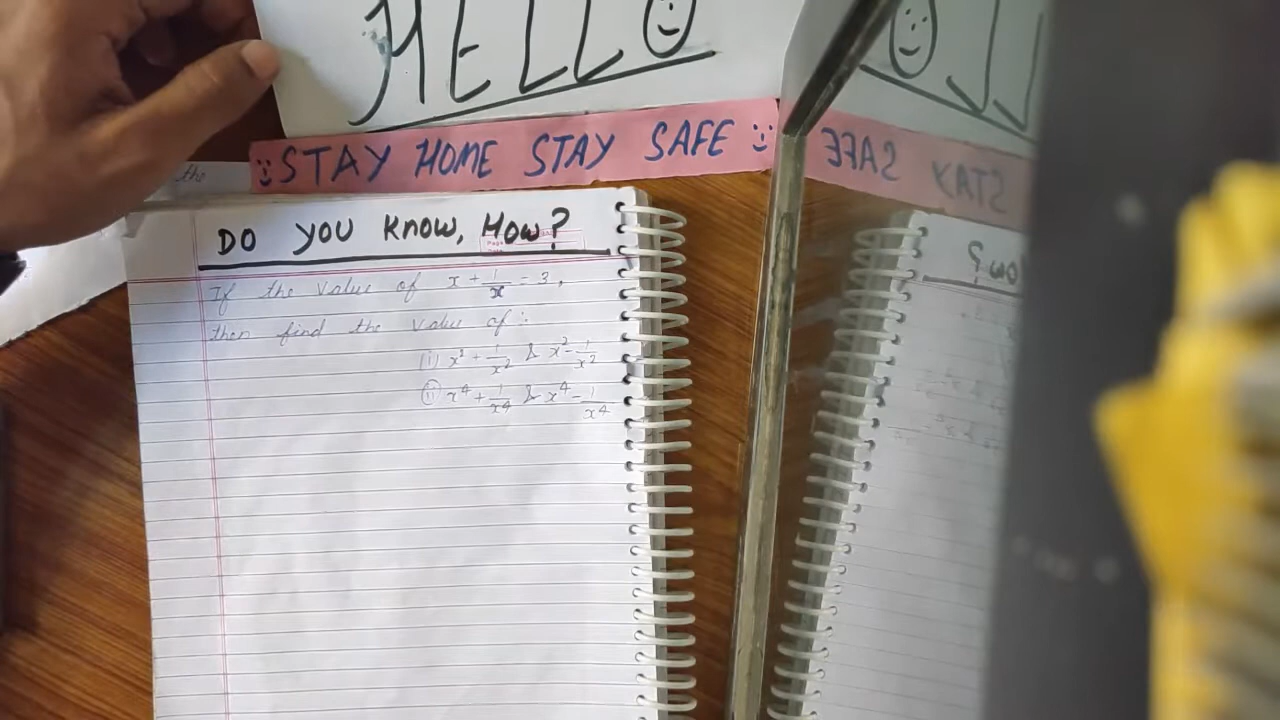 HELLO
:) STAY HOME STAY SAFE :)
the
DO YOU KNOW, HOW?
If the value of x + 1/x = 3,
then find the value of :
(i) x² + 1/x² & x² - 1/x²
(ii) x⁴ + 1/x⁴ & x⁴ - 1/x⁴